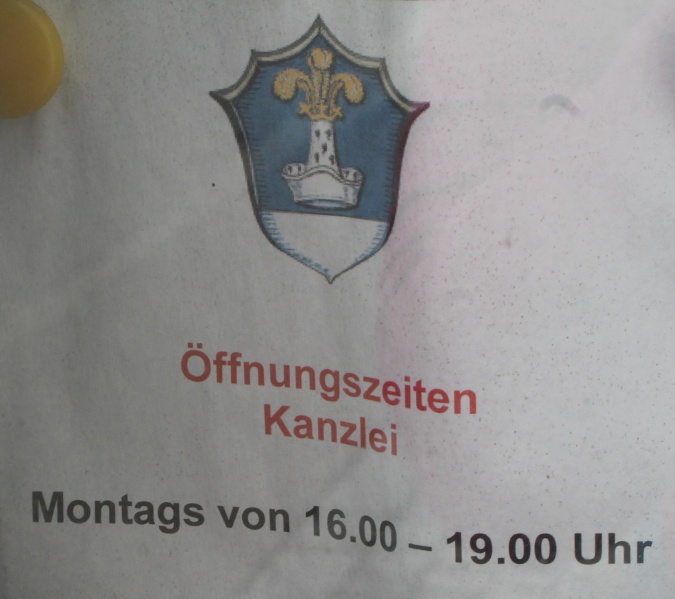 Öffnungszeiten
Kanzlei
Montags von 16.00 – 19.00 Uhr